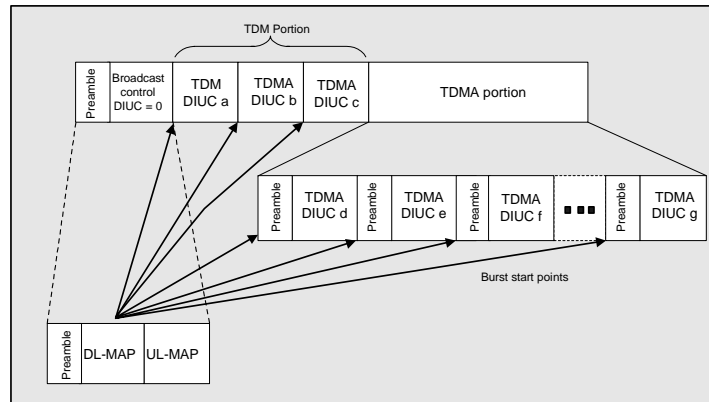 TDM Portion
Preamble
Broadcast
control
DIUC = 0
TDM
DIUC a
TDMA
DIUC b
TDMA
DIUC c
TDMA portion
Preamble
TDMA
DIUC d
Preamble
TDMA
DIUC e
Preamble
TDMA
DIUC f
Preamble
TDMA
DIUC g
Burst start points
Preamble
DL-MAP
UL-MAP